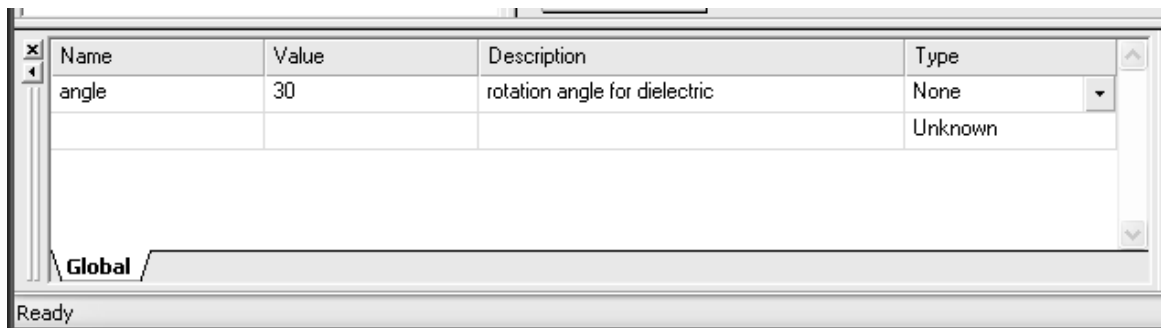 Name Value Description Type
angle 30 rotation angle for dielectric None
Unknown
Global
Ready